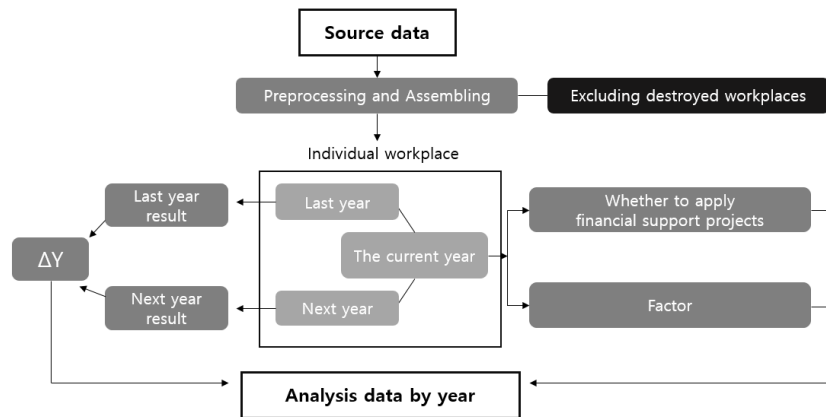 Source data
Preprocessing and Assembling
Excluding destroyed workplaces
Individual workplace
Last year
result
Last year
Whether to apply
financial support projects
ΔY
The current year
Next year
result
Next year
Factor
Analysis data by year